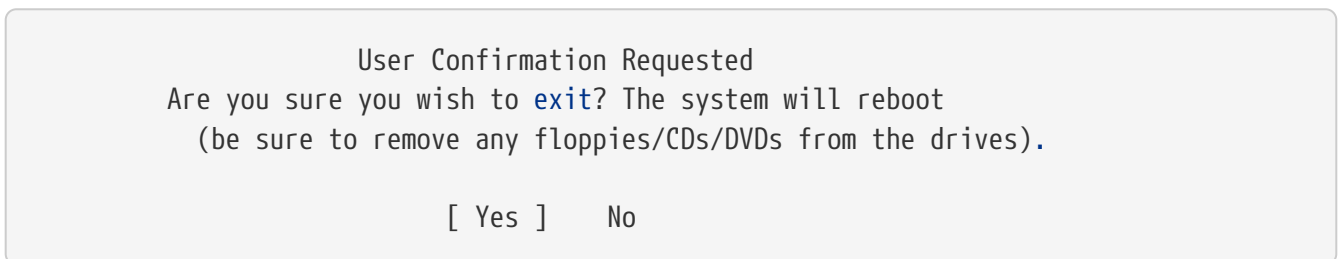 User Confirmation Requested
Are you sure you wish to exit? The system will reboot
(be sure to remove any floppies/CDs/DVDs from the drives).
[ Yes ] No